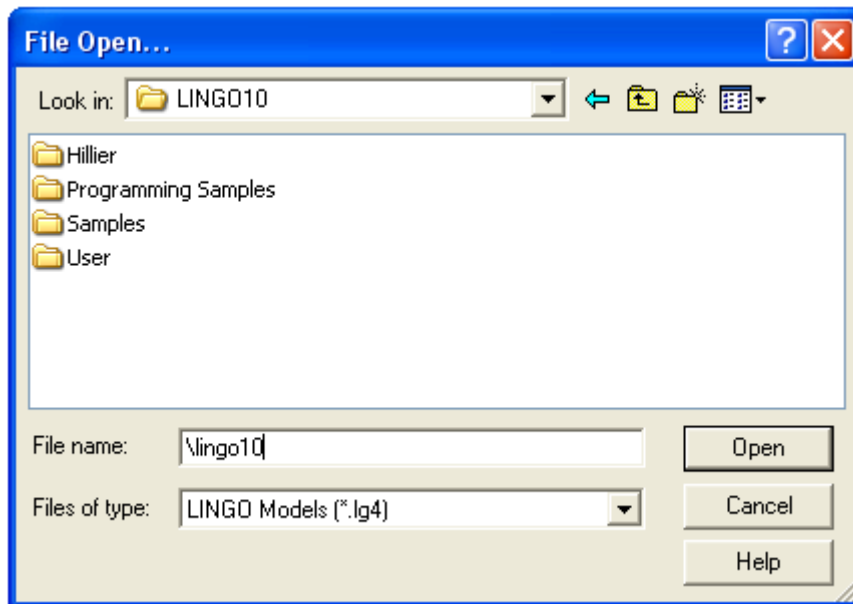 File Open...
Look in: LINGO10
Hillier
Programming Samples
Samples
User
File name: \lingo10 Open
Files of type: LINGO Models (*.lg4) Cancel
Help